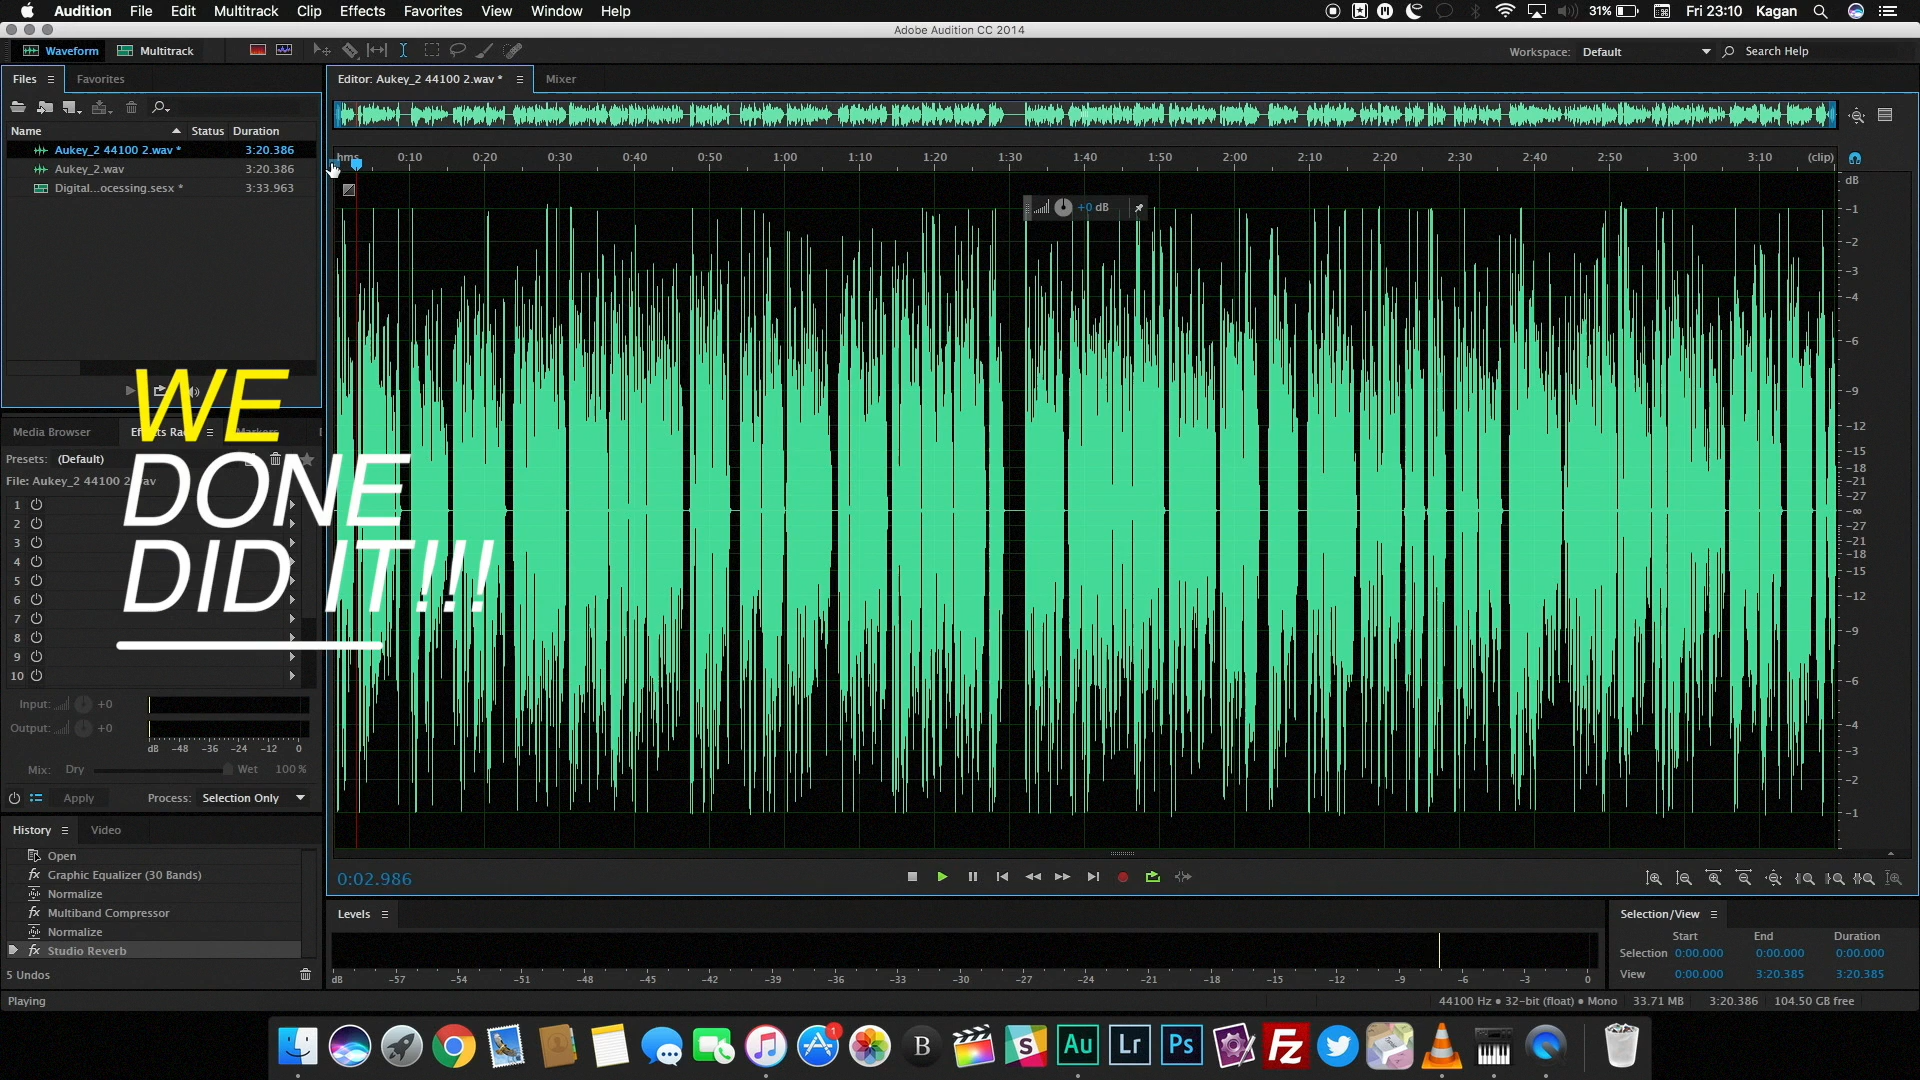 Audition File Edit Multitrack Clip Effects Favorites View Window Help
31% Fri 23:10 Kagan
Adobe Audition CC 2014
Waveform Multitrack
Workspace: Default Search Help
Files Favorites
Name Status Duration
Aukey_2 44100 2.wav * 3:20.386
Aukey_2.wav 3:20.386
Digital...ocessing.sesx * 3:33.963
Editor: Aukey_2 44100 2.wav * Mixer
hms 0:10 0:20 0:30 0:40 0:50 1:00 1:10 1:20 1:30 1:40 1:50 2:00 2:10 2:20 2:30 2:40 2:50 3:00 3:10 (clip)
+0 dB
dB
-1
-2
-3
-4
-6
-9
-12
-15
-18
-21
-27
-∞
-27
-21
-18
-15
-12
-9
-6
-4
-3
-2
-1
WE
DONE
DID IT!!!
Media Browser Markers
Presets: (Default)
File: Aukey_2 44100 2.wav
1
2
3
4
5
6
7
8
9
10
Input: +0
Output: +0
dB -48 -36 -24 -12 0
Mix: Dry Wet 100 %
Apply Process: Selection Only
History Video
Open
Graphic Equalizer (30 Bands)
Normalize
Multiband Compressor
Normalize
Studio Reverb
5 Undos
Playing
0:02.986
Levels
dB -57 -54 -51 -48 -45 -42 -39 -36 -33 -30 -27 -24 -21 -18 -15 -12 -9 -6 -3 0
Selection/View
Start End Duration
Selection 0:00.000 0:00.000 0:00.000
View 0:00.000 3:20.385 3:20.385
44100 Hz • 32-bit (float) • Mono 33.71 MB 3:20.386 104.50 GB free
1
B
S
Au
Lr
Ps
Fz